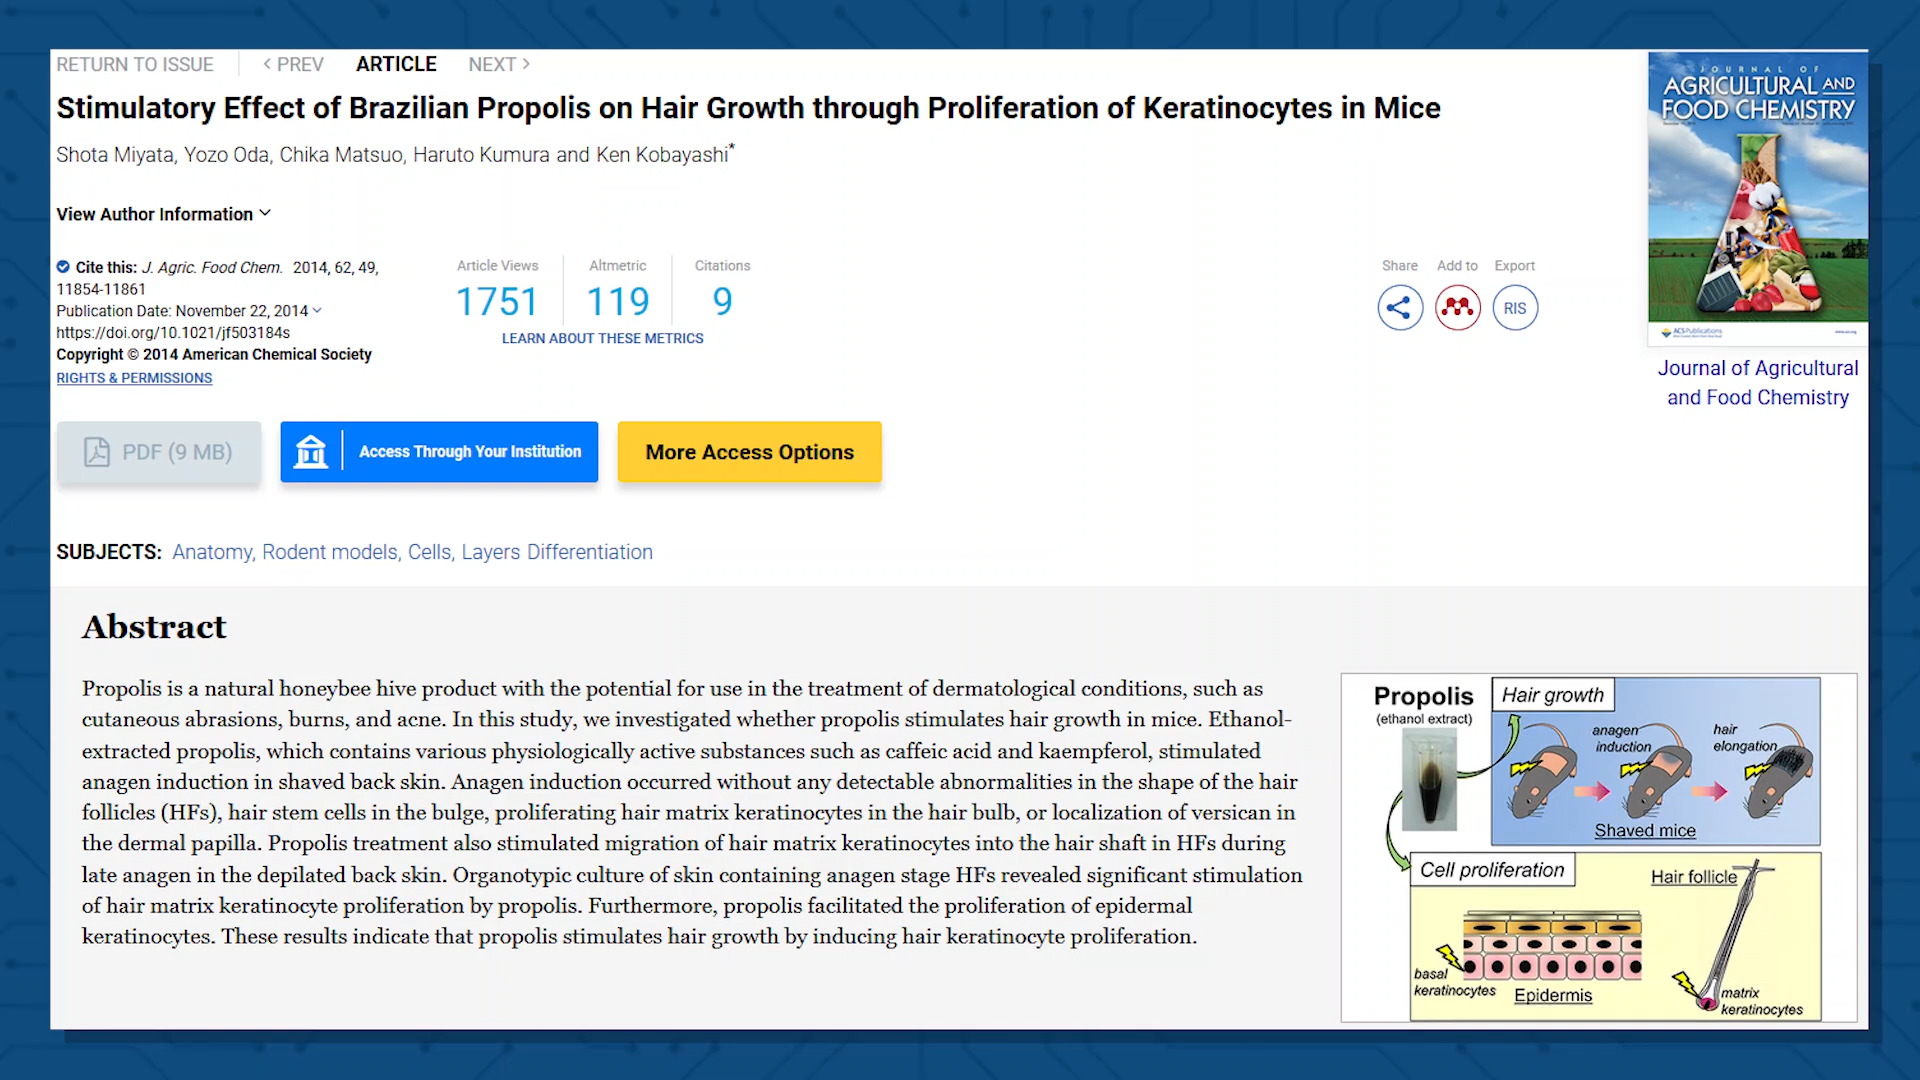 RETURN TO ISSUE
< PREV
ARTICLE
NEXT >
Stimulatory Effect of Brazilian Propolis on Hair Growth through Proliferation of Keratinocytes in Mice
Shota Miyata, Yozo Oda, Chika Matsuo, Haruto Kumura and Ken Kobayashi*
View Author Information
Cite this: J. Agric. Food Chem. 2014, 62, 49,
11854-11861
Publication Date: November 22, 2014
https://doi.org/10.1021/jf503184s
Copyright © 2014 American Chemical Society
RIGHTS & PERMISSIONS
Article Views
1751
Altmetric
119
Citations
9
LEARN ABOUT THESE METRICS
Share
Add to
Export
RIS
JOURNAL OF
AGRICULTURAL AND
FOOD CHEMISTRY
ACS Publications
Journal of Agricultural
and Food Chemistry
PDF (9 MB)
Access Through Your Institution
More Access Options
SUBJECTS: Anatomy, Rodent models, Cells, Layers Differentiation
Abstract
Propolis is a natural honeybee hive product with the potential for use in the treatment of dermatological conditions, such as
cutaneous abrasions, burns, and acne. In this study, we investigated whether propolis stimulates hair growth in mice. Ethanol-
extracted propolis, which contains various physiologically active substances such as caffeic acid and kaempferol, stimulated
anagen induction in shaved back skin. Anagen induction occurred without any detectable abnormalities in the shape of the hair
follicles (HFs), hair stem cells in the bulge, proliferating hair matrix keratinocytes in the hair bulb, or localization of versican in
the dermal papilla. Propolis treatment also stimulated migration of hair matrix keratinocytes into the hair shaft in HFs during
late anagen in the depilated back skin. Organotypic culture of skin containing anagen stage HFs revealed significant stimulation
of hair matrix keratinocyte proliferation by propolis. Furthermore, propolis facilitated the proliferation of epidermal
keratinocytes. These results indicate that propolis stimulates hair growth by inducing hair keratinocyte proliferation.
Propolis
(ethanol extract)
Hair growth
anagen
induction
hair
elongation
Shaved mice
Cell proliferation
Hair follicle
basal
keratinocytes
Epidermis
matrix
keratinocytes